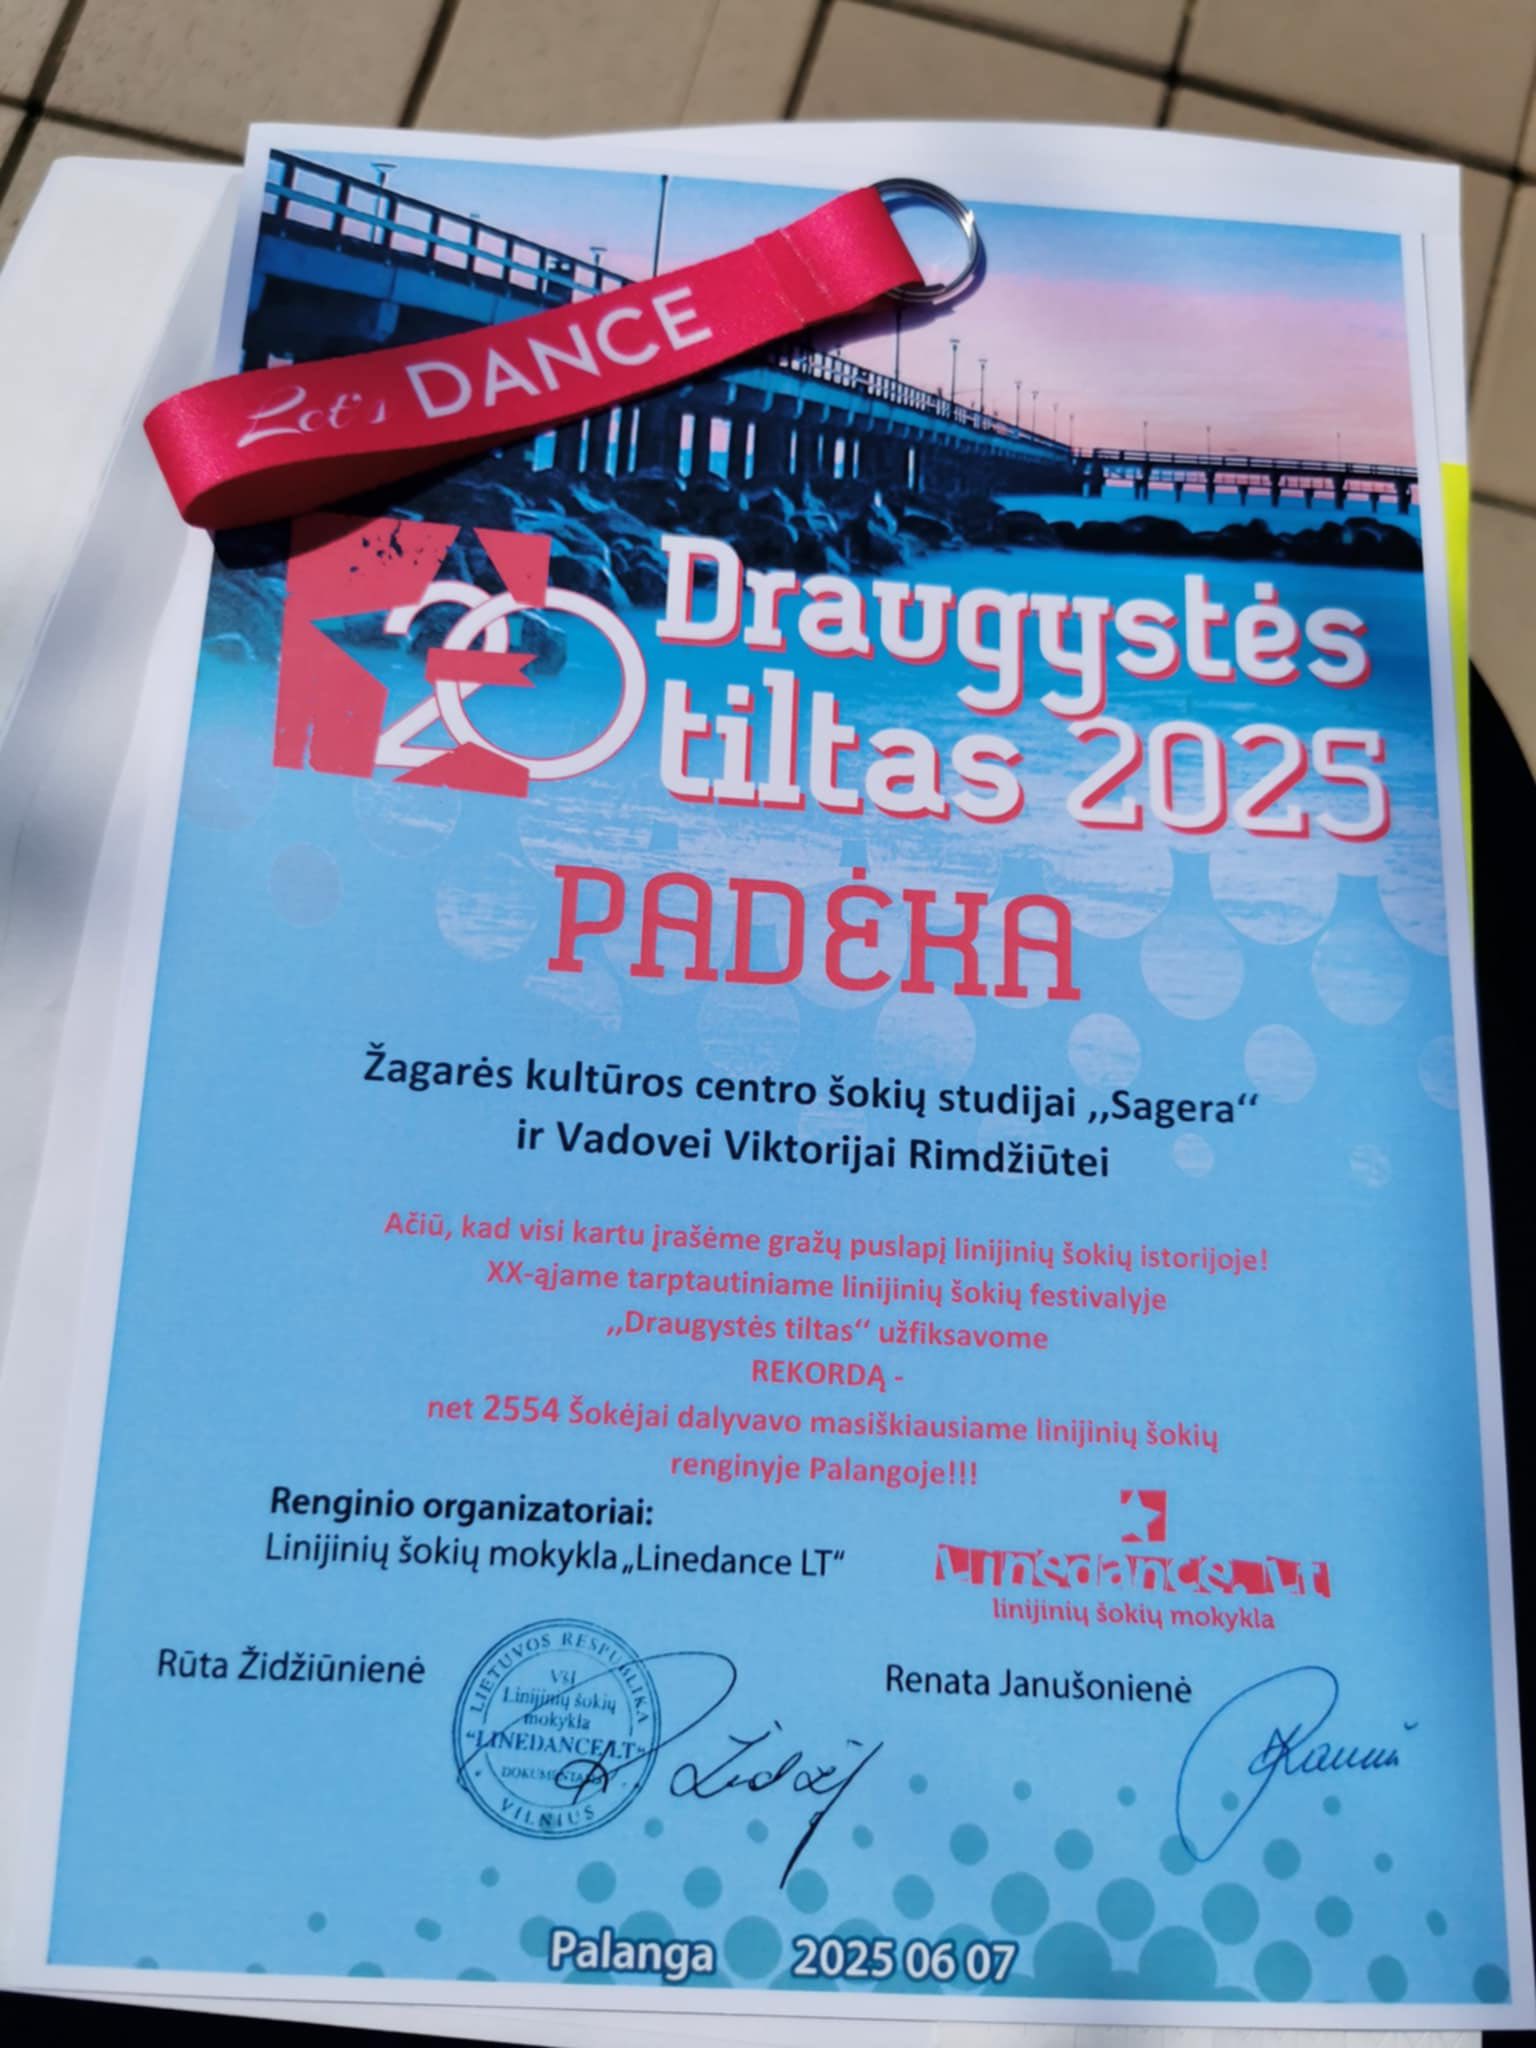 Let's DANCE
20
Draugystės
tiltas 2025
PADĖKA
Žagarės kultūros centro šokių studijai ,,Sagera“
ir Vadovei Viktorijai Rimdžiūtei
Ačiū, kad visi kartu įrašėme gražų puslapį linijinių šokių istorijoje!
XX-ąjame tarptautiniame linijinių šokių festivalyje
,,Draugystės tiltas“ užfiksavome
REKORDĄ -
net 2554 Šokėjai dalyvavo masiškiausiame linijinių šokių
renginyje Palangoje!!!
Renginio organizatoriai:
Linijinių šokių mokykla „Linedance LT“
Linedance.Lt
linijinių šokių mokykla
Rūta Židžiūnienė
LIETUVOS RESPUBLIKA
VšĮ
Linijinių šokių
mokykla
“LINEDANCE LT“
VILNIUS
Renata Janušonienė
Palanga 2025 06 07